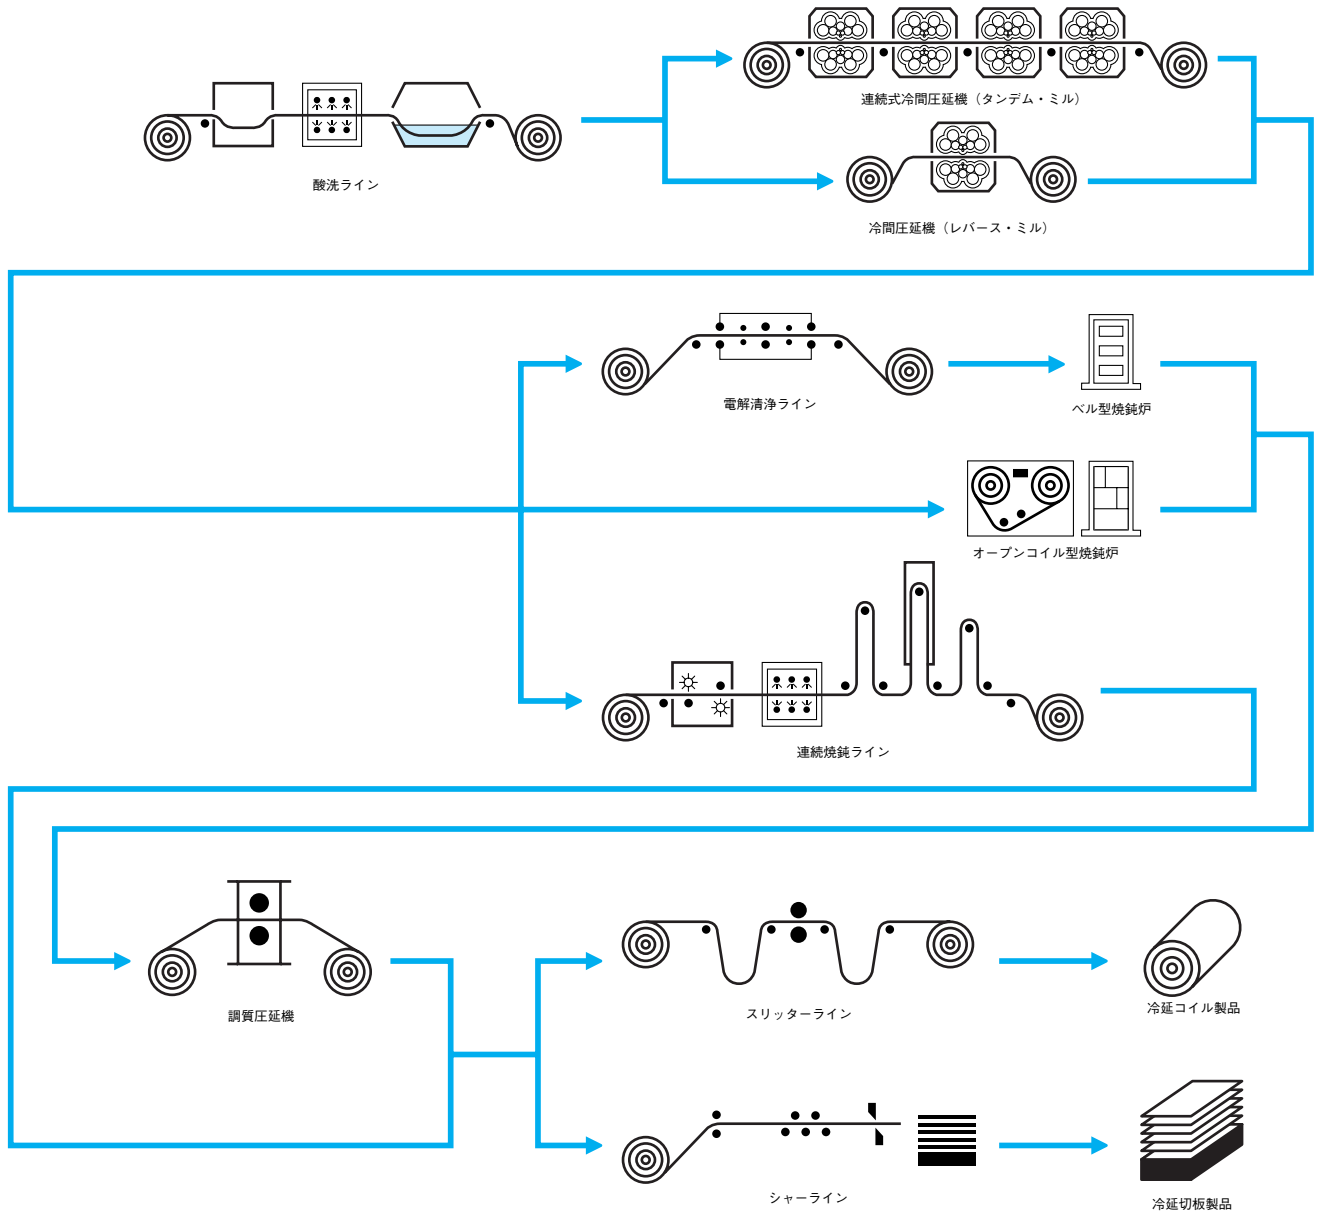 連続式冷間圧延機（タンデム・ミル）
酸洗ライン
冷間圧延機（レバース・ミル）
電解清浄ライン
ベル型焼鈍炉
オープンコイル型焼鈍炉
連続焼鈍ライン
調質圧延機
スリッターライン
冷延コイル製品
シャーライン
冷延切板製品